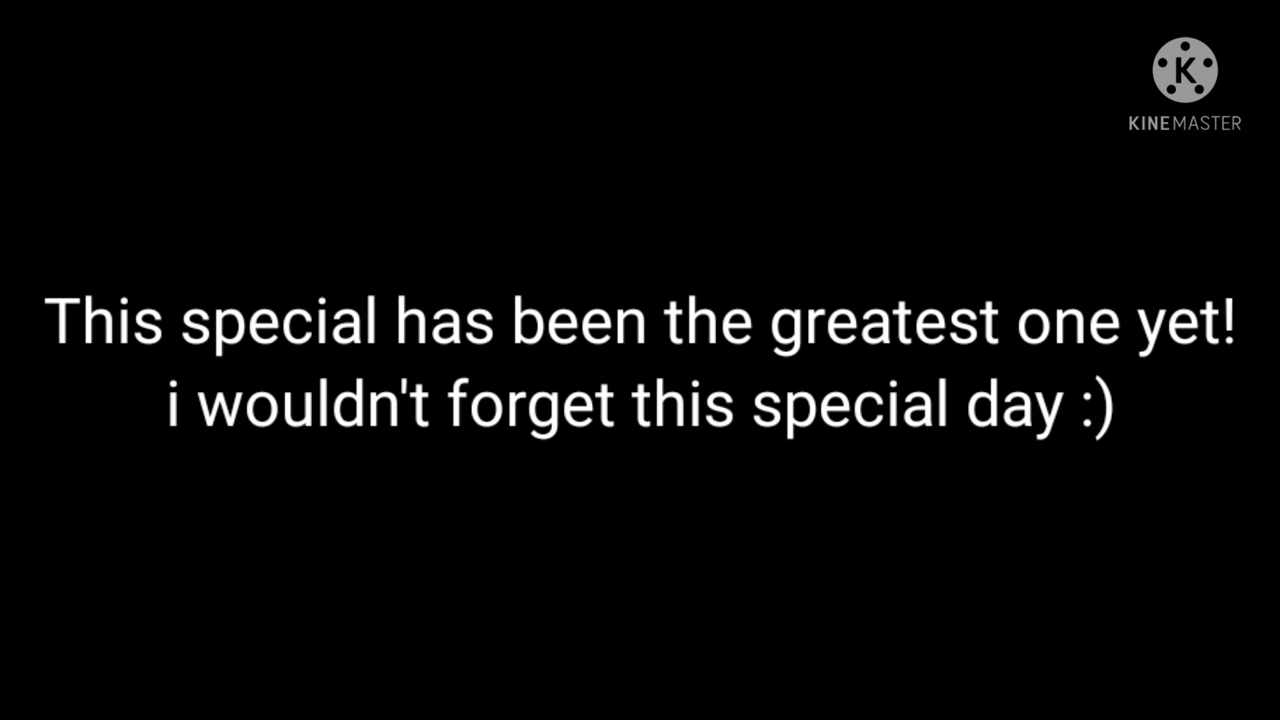 K
KINEMASTER
This special has been the greatest one yet!
i wouldn't forget this special day :)